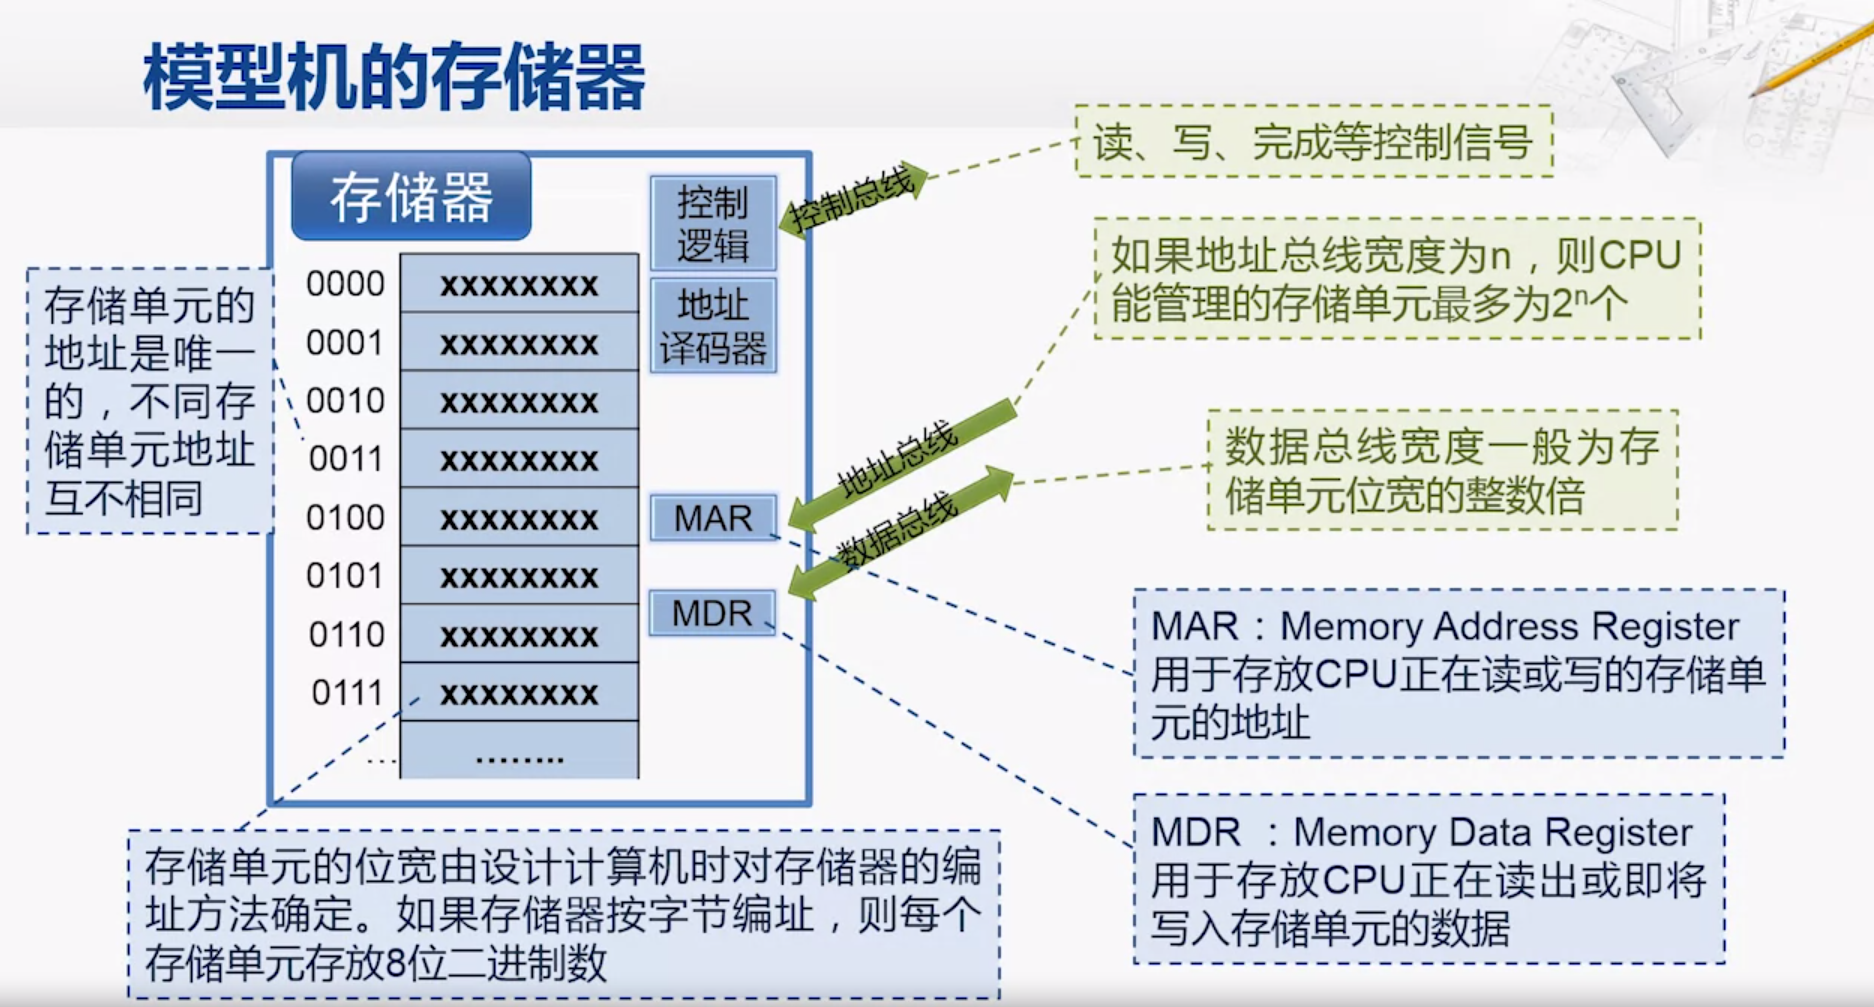 模型机的存储器
存储器
控制
逻辑
地址
译码器
0000 xxxxxxxx
0001 xxxxxxxx
0010 xxxxxxxx
0011 xxxxxxxx
0100 xxxxxxxx
0101 xxxxxxxx
0110 xxxxxxxx
0111 xxxxxxxx
... ........
MAR
MDR
控制总线
地址总线
数据总线
存储单元的
地址是唯一
的，不同存
储单元地址
互不相同
读、写、完成等控制信号
如果地址总线宽度为n，则CPU
能管理的存储单元最多为2ⁿ个
数据总线宽度一般为存
储单元位宽的整数倍
MAR：Memory Address Register
用于存放CPU正在读或写的存储单
元的地址
MDR ：Memory Data Register
用于存放CPU正在读出或即将
写入存储单元的数据
存储单元的位宽由设计计算机时对存储器的编
址方法确定。如果存储器按字节编址，则每个
存储单元存放8位二进制数